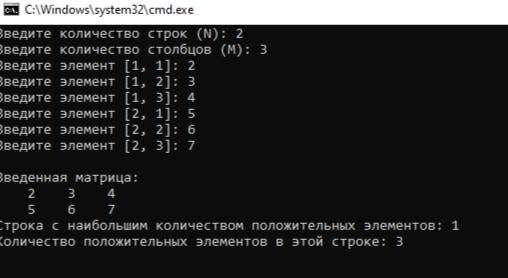 C:\Windows\system32\cmd.exe
Введите количество строк (N): 2
Введите количество столбцов (M): 3
Введите элемент [1, 1]: 2
Введите элемент [1, 2]: 3
Введите элемент [1, 3]: 4
Введите элемент [2, 1]: 5
Введите элемент [2, 2]: 6
Введите элемент [2, 3]: 7
Введенная матрица:
2 3 4
5 6 7
Строка с наибольшим количеством положительных элементов: 1
Количество положительных элементов в этой строке: 3